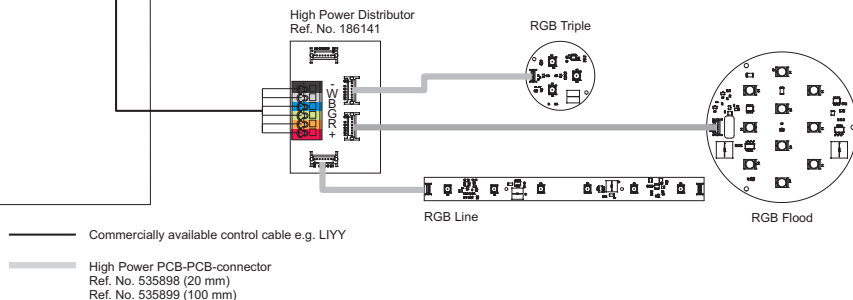 High Power Distributor
Ref. No. 186141
RGB Triple
-
W
B
G
R
+
RGB Line
RGB Flood
Commercially available control cable e.g. LIYY
High Power PCB-PCB-connector
Ref. No. 535898 (20 mm)
Ref. No. 535899 (100 mm)